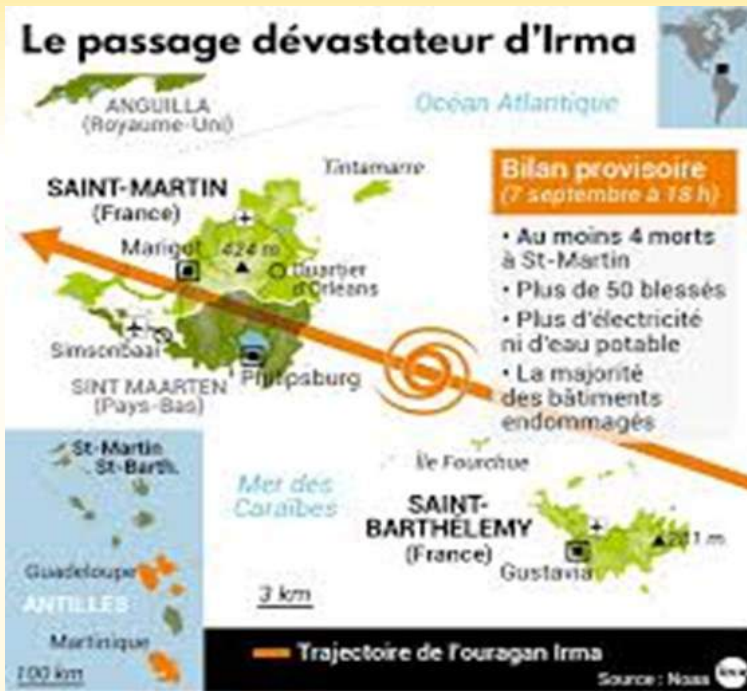 Le passage dévastateur d'Irma
ANGUILLA
(Royaume-Uni)
Océan Atlantique
Tintamarre
SAINT-MARTIN
(France)
Marigot
424 m
Quartier
d'Orléans
Simsonbaai
SINT MAARTEN
(Pays-Bas)
Philipsburg
Bilan provisoire
(7 septembre à 18 h)
• Au moins 4 morts
à St-Martin
• Plus de 50 blessés
• Plus d'électricité
ni d'eau potable
• La majorité
des bâtiments
endommagés
Île Fourchue
Mer des
Caraïbes
SAINT-
BARTHÉLEMY
(France)
Gustavia
281 m
3 km
St-Martin
St-Barth.
Guadeloupe
ANTILLES
Martinique
100 km
Trajectoire de l'ouragan Irma
Source : Noaa